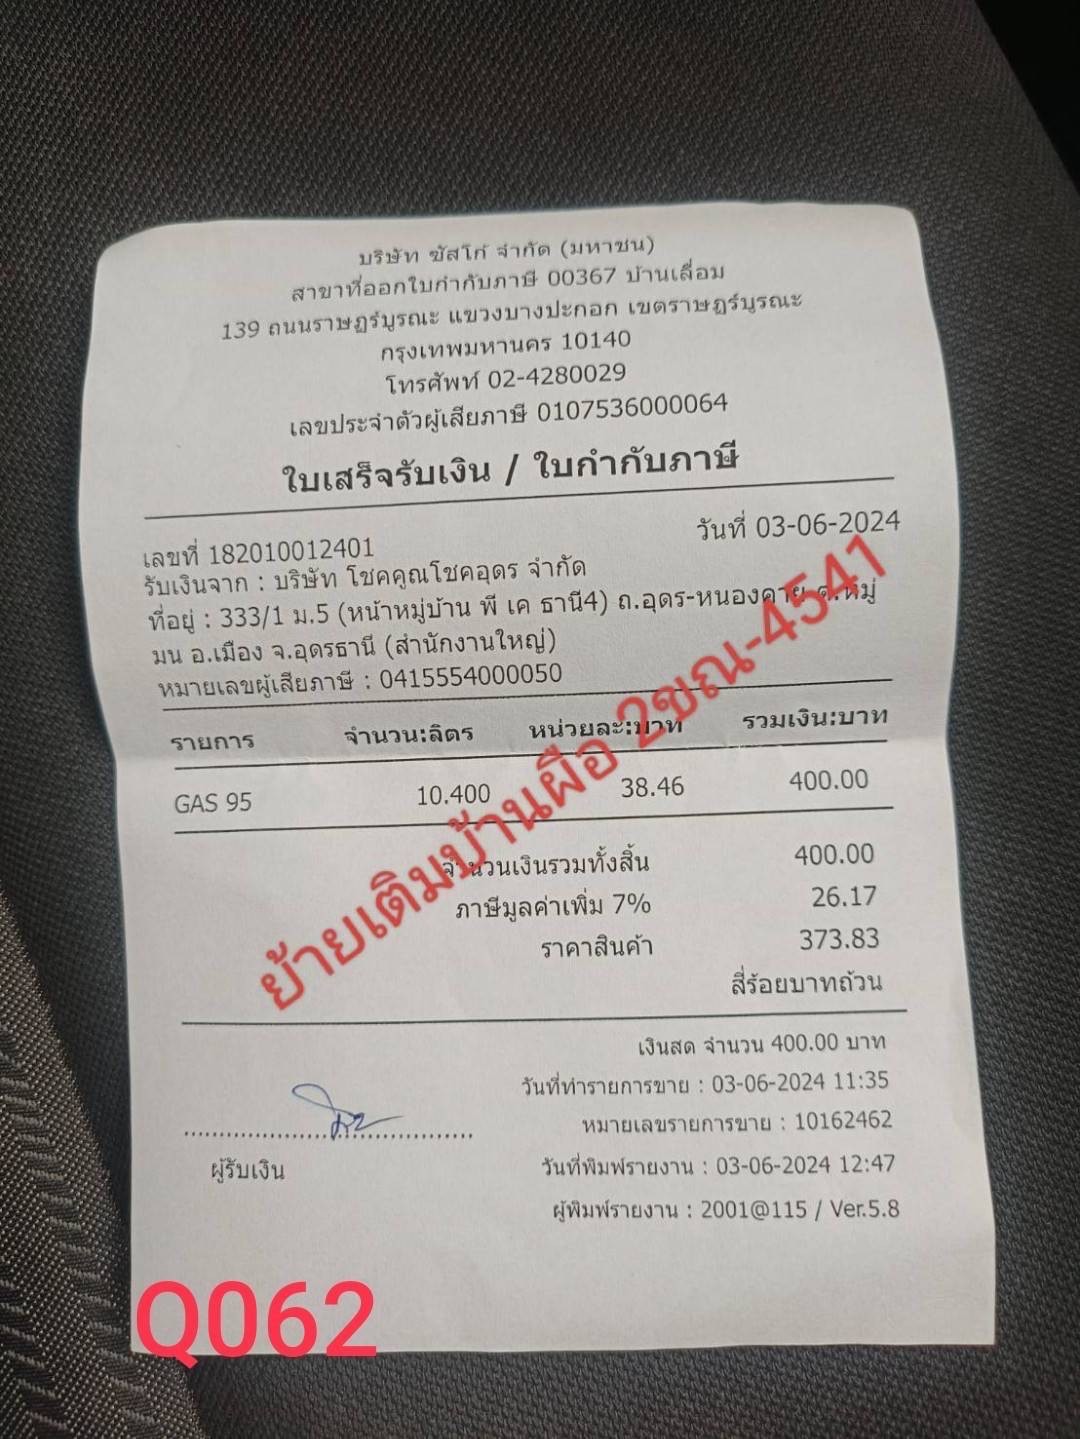 บริษัท ซัสโก้ จำกัด (มหาชน)
สาขาที่ออกใบกำกับภาษี 00367 บ้านเลื่อม
139 ถนนราษฏร์บูรณะ แขวงบางปะกอก เขตราษฏร์บูรณะ
กรุงเทพมหานคร 10140
โทรศัพท์ 02-4280029
เลขประจำตัวผู้เสียภาษี 0107536000064
ใบเสร็จรับเงิน / ใบกำกับภาษี
เลขที่ 182010012401 วันที่ 03-06-2024
รับเงินจาก : บริษัท โชคคูณโชคอุดร จำกัด
ที่อยู่ : 333/1 ม.5 (หน้าหมู่บ้าน พี เค ธานี4) ถ.อุดร-หนองคาย ต.หมู
มน อ.เมือง จ.อุดรธานี (สำนักงานใหญ่)
หมายเลขผู้เสียภาษี : 0415554000050
รายการ จำนวน:ลิตร หน่วยละ:บาท รวมเงิน:บาท
GAS 95 10.400 38.46 400.00
จำนวนเงินรวมทั้งสิ้น 400.00
ภาษีมูลค่าเพิ่ม 7% 26.17
ราคาสินค้า 373.83
สี่ร้อยบาทถ้วน
ย้ายเติมบ้านผือ 2ขณ-4541
เงินสด จำนวน 400.00 บาท
วันที่ทำรายการขาย : 03-06-2024 11:35
หมายเลขรายการขาย : 10162462
ผู้รับเงิน
วันที่พิมพ์รายงาน : 03-06-2024 12:47
ผู้พิมพ์รายงาน : 2001@115 / Ver.5.8
Q062